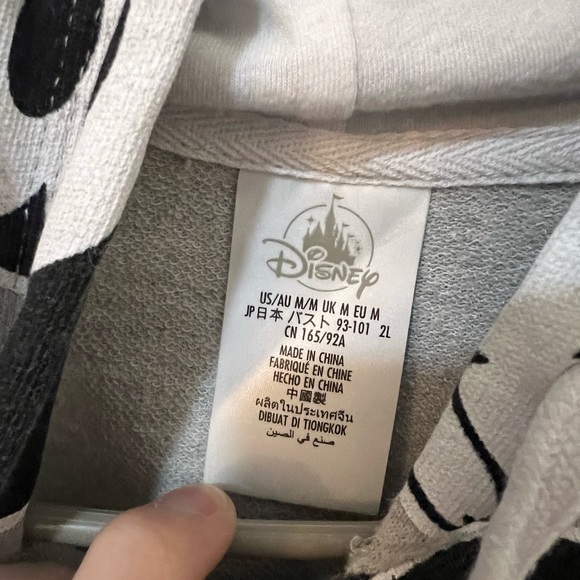 Disney
US/AU M/M UK M EU M
JP日本 バスト 93-101 2L
CN 165/92A
MADE IN CHINA
FABRIQUÉ EN CHINE
HECHO EN CHINA
中國製
ผลิตในประเทศจีน
DIBUAT DI TIONGKOK
صنع في الصين